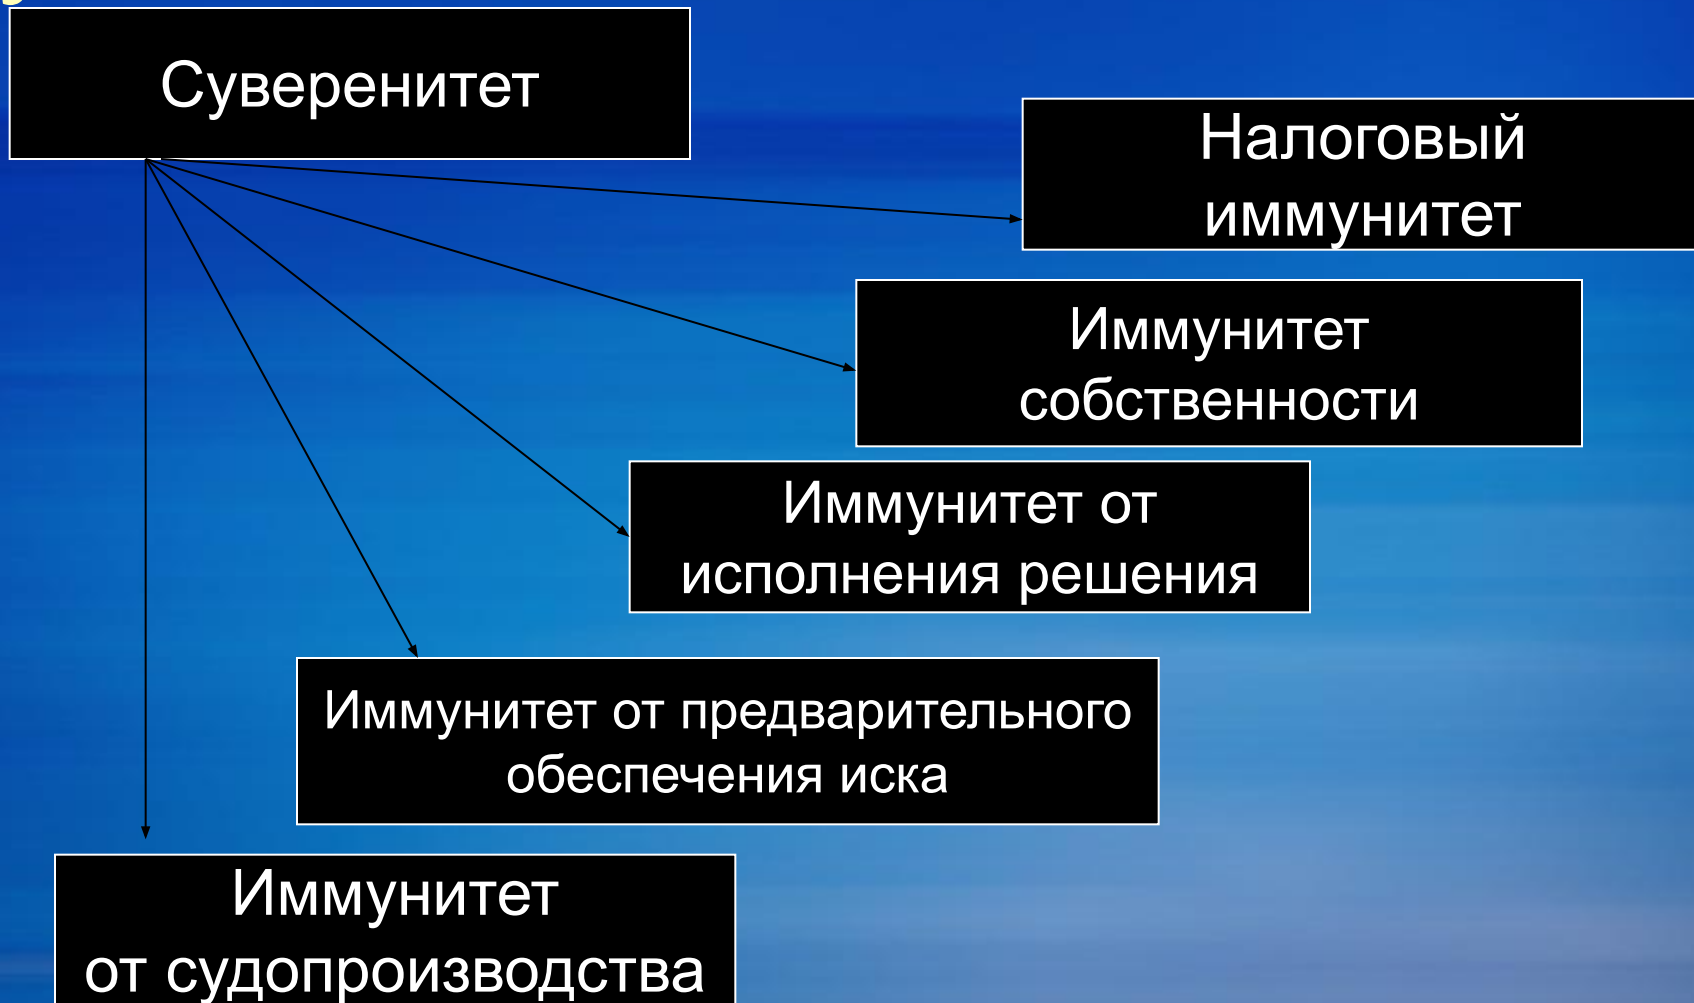 Суверенитет
Налоговый
иммунитет
Иммунитет
собственности
Иммунитет от
исполнения решения
Иммунитет от предварительного
обеспечения иска
Иммунитет
от судопроизводства